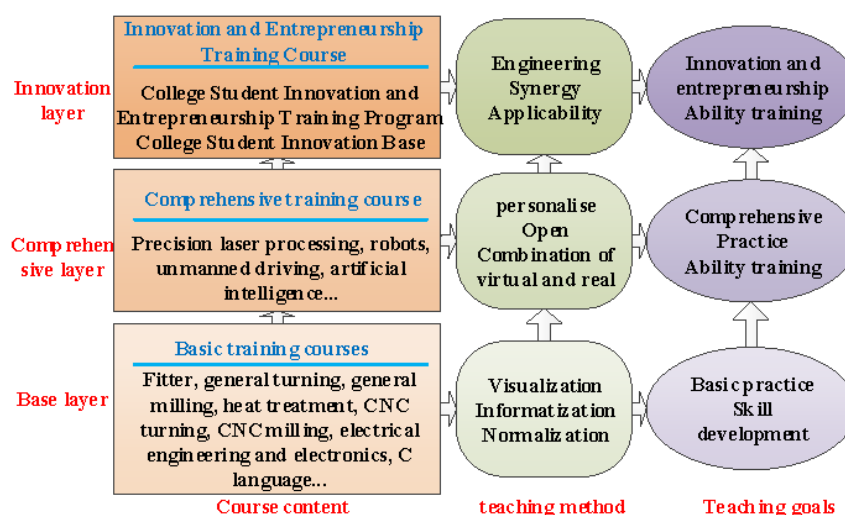 Innovation layer
Innovation and Entrepreneurship
Training Course
College Student Innovation and
Entrepreneurship Training Program
College Student Innovation Base
Engineering
Synergy
Applicability
Innovation and
entrepreneurship
Ability training
Comprehen
sive layer
Comprehensive training course
Precision laser processing, robots,
unmanned driving, artificial
intelligence...
personalise
Open
Combination of
virtual and real
Comprehensive
Practice
Ability training
Base layer
Basic training courses
Fitter, general turning, general
milling, heat treatment, CNC
turning, CNC milling, electrical
engineering and electronics, C
language...
Visualization
Informatization
Normalization
Basic practice
Skill
development
Course content
teaching method
Teaching goals